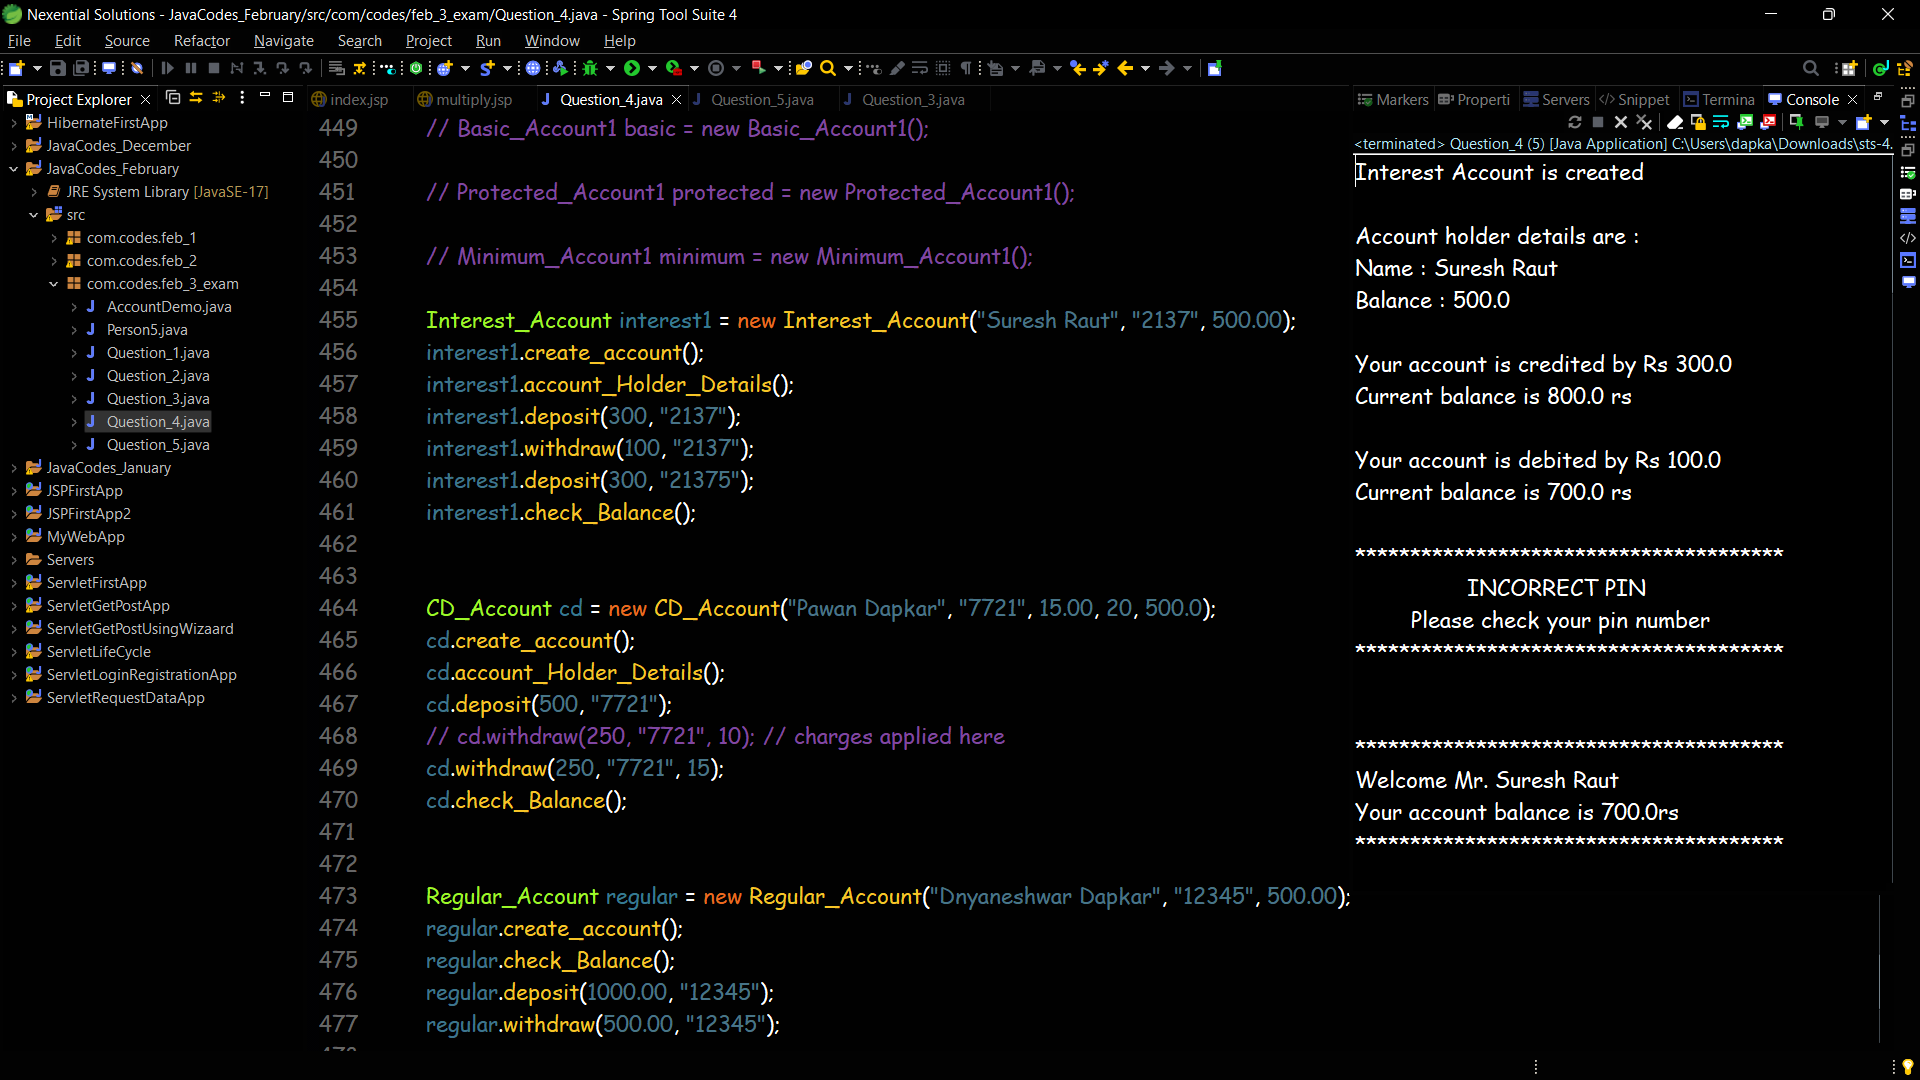 Nexential Solutions - JavaCodes_February/src/com/codes/feb_3_exam/Question_4.java - Spring Tool Suite 4
File Edit Source Refactor Navigate Search Project Run Window Help
Project Explorer
HibernateFirstApp
JavaCodes_December
JavaCodes_February
JRE System Library [JavaSE-17]
src
com.codes.feb_1
com.codes.feb_2
com.codes.feb_3_exam
AccountDemo.java
Person5.java
Question_1.java
Question_2.java
Question_3.java
Question_4.java
Question_5.java
JavaCodes_January
JSPFirstApp
JSPFirstApp2
MyWebApp
Servers
ServletFirstApp
ServletGetPostApp
ServletGetPostUsingWizaard
ServletLifeCycle
ServletLoginRegistrationApp
ServletRequestDataApp
index.jsp multiply.jsp Question_4.java Question_5.java Question_3.java
449 // Basic_Account1 basic = new Basic_Account1();
450
451 // Protected_Account1 protected = new Protected_Account1();
452
453 // Minimum_Account1 minimum = new Minimum_Account1();
454
455 Interest_Account interest1 = new Interest_Account("Suresh Raut", "2137", 500.00);
456 interest1.create_account();
457 interest1.account_Holder_Details();
458 interest1.deposit(300, "2137");
459 interest1.withdraw(100, "2137");
460 interest1.deposit(300, "21375");
461 interest1.check_Balance();
462
463
464 CD_Account cd = new CD_Account("Pawan Dapkar", "7721", 15.00, 20, 500.0);
465 cd.create_account();
466 cd.account_Holder_Details();
467 cd.deposit(500, "7721");
468 // cd.withdraw(250, "7721", 10); // charges applied here
469 cd.withdraw(250, "7721", 15);
470 cd.check_Balance();
471
472
473 Regular_Account regular = new Regular_Account("Dnyaneshwar Dapkar", "12345", 500.00);
474 regular.create_account();
475 regular.check_Balance();
476 regular.deposit(1000.00, "12345");
477 regular.withdraw(500.00, "12345");
Markers Properti Servers Snippet Termina Console
<terminated> Question_4 (5) [Java Application] C:\Users\dapka\Downloads\sts-4.
Interest Account is created
Account holder details are :
Name : Suresh Raut
Balance : 500.0
Your account is credited by Rs 300.0
Current balance is 800.0 rs
Your account is debited by Rs 100.0
Current balance is 700.0 rs
***************************************
INCORRECT PIN
Please check your pin number
***************************************
***************************************
Welcome Mr. Suresh Raut
Your account balance is 700.0rs
***************************************